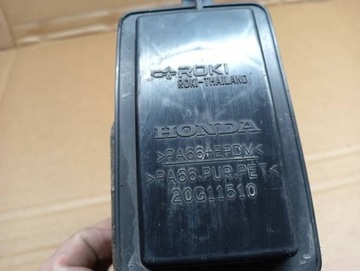 ROKI
ROKI-THAILAND
HONDA
>PA66+EPDM<
>PA66.PUR.PET<
20G11510